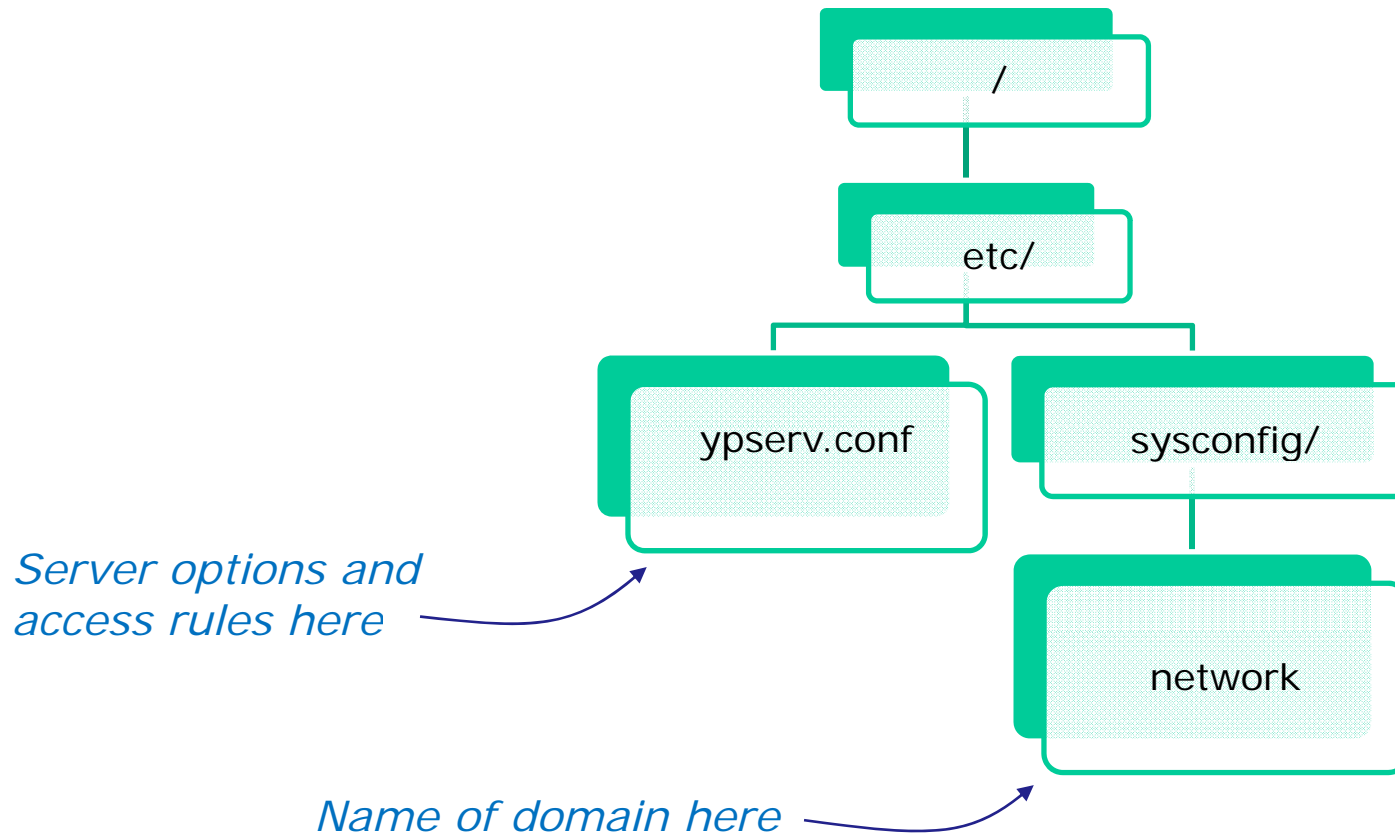 /
etc/
ypserv.conf
sysconfig/
Server options and
access rules here
network
Name of domain here